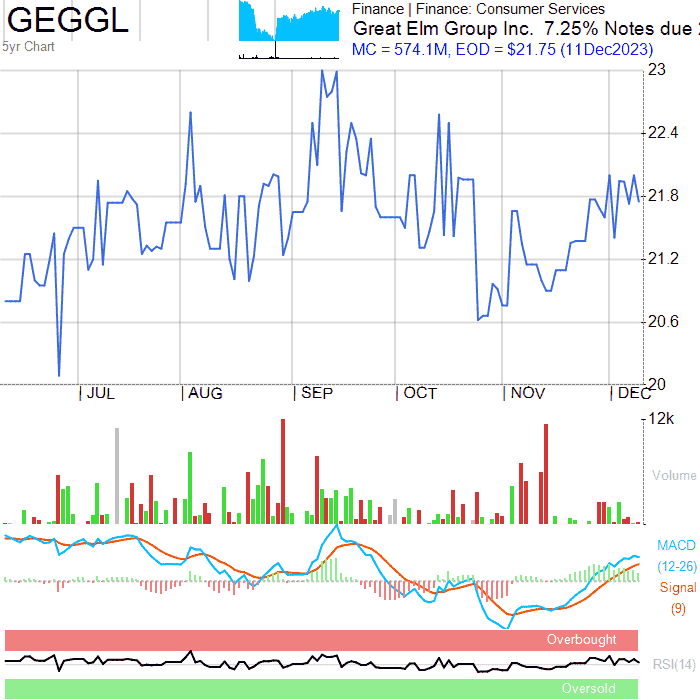 GEGGL
5yr Chart
Finance | Finance: Consumer Services
Great Elm Group Inc. 7.25% Notes due
MC = 574.1M, EOD = $21.75 (11Dec2023)
23
22.4
21.8
21.2
20.6
20
JUL
AUG
SEP
OCT
NOV
DEC
12k
Volume
MACD
(12-26)
Signal
(9)
Overbought
RSI(14)
Oversold